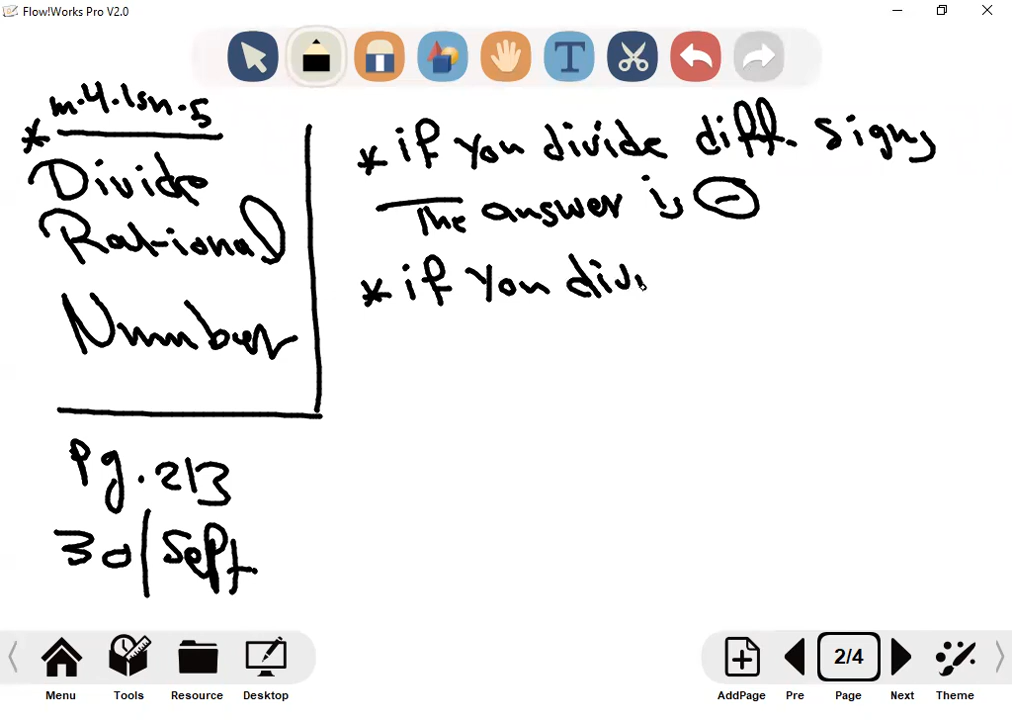 Flow!Works Pro V2.0
m.4.lsn.5
* Divide
Rational
Number
Pg.213
30/Sept.
* if you divide diff. signs
The answer is ⊖
* if you div
Menu Tools Resource Desktop
2/4
AddPage Pre Page Next Theme